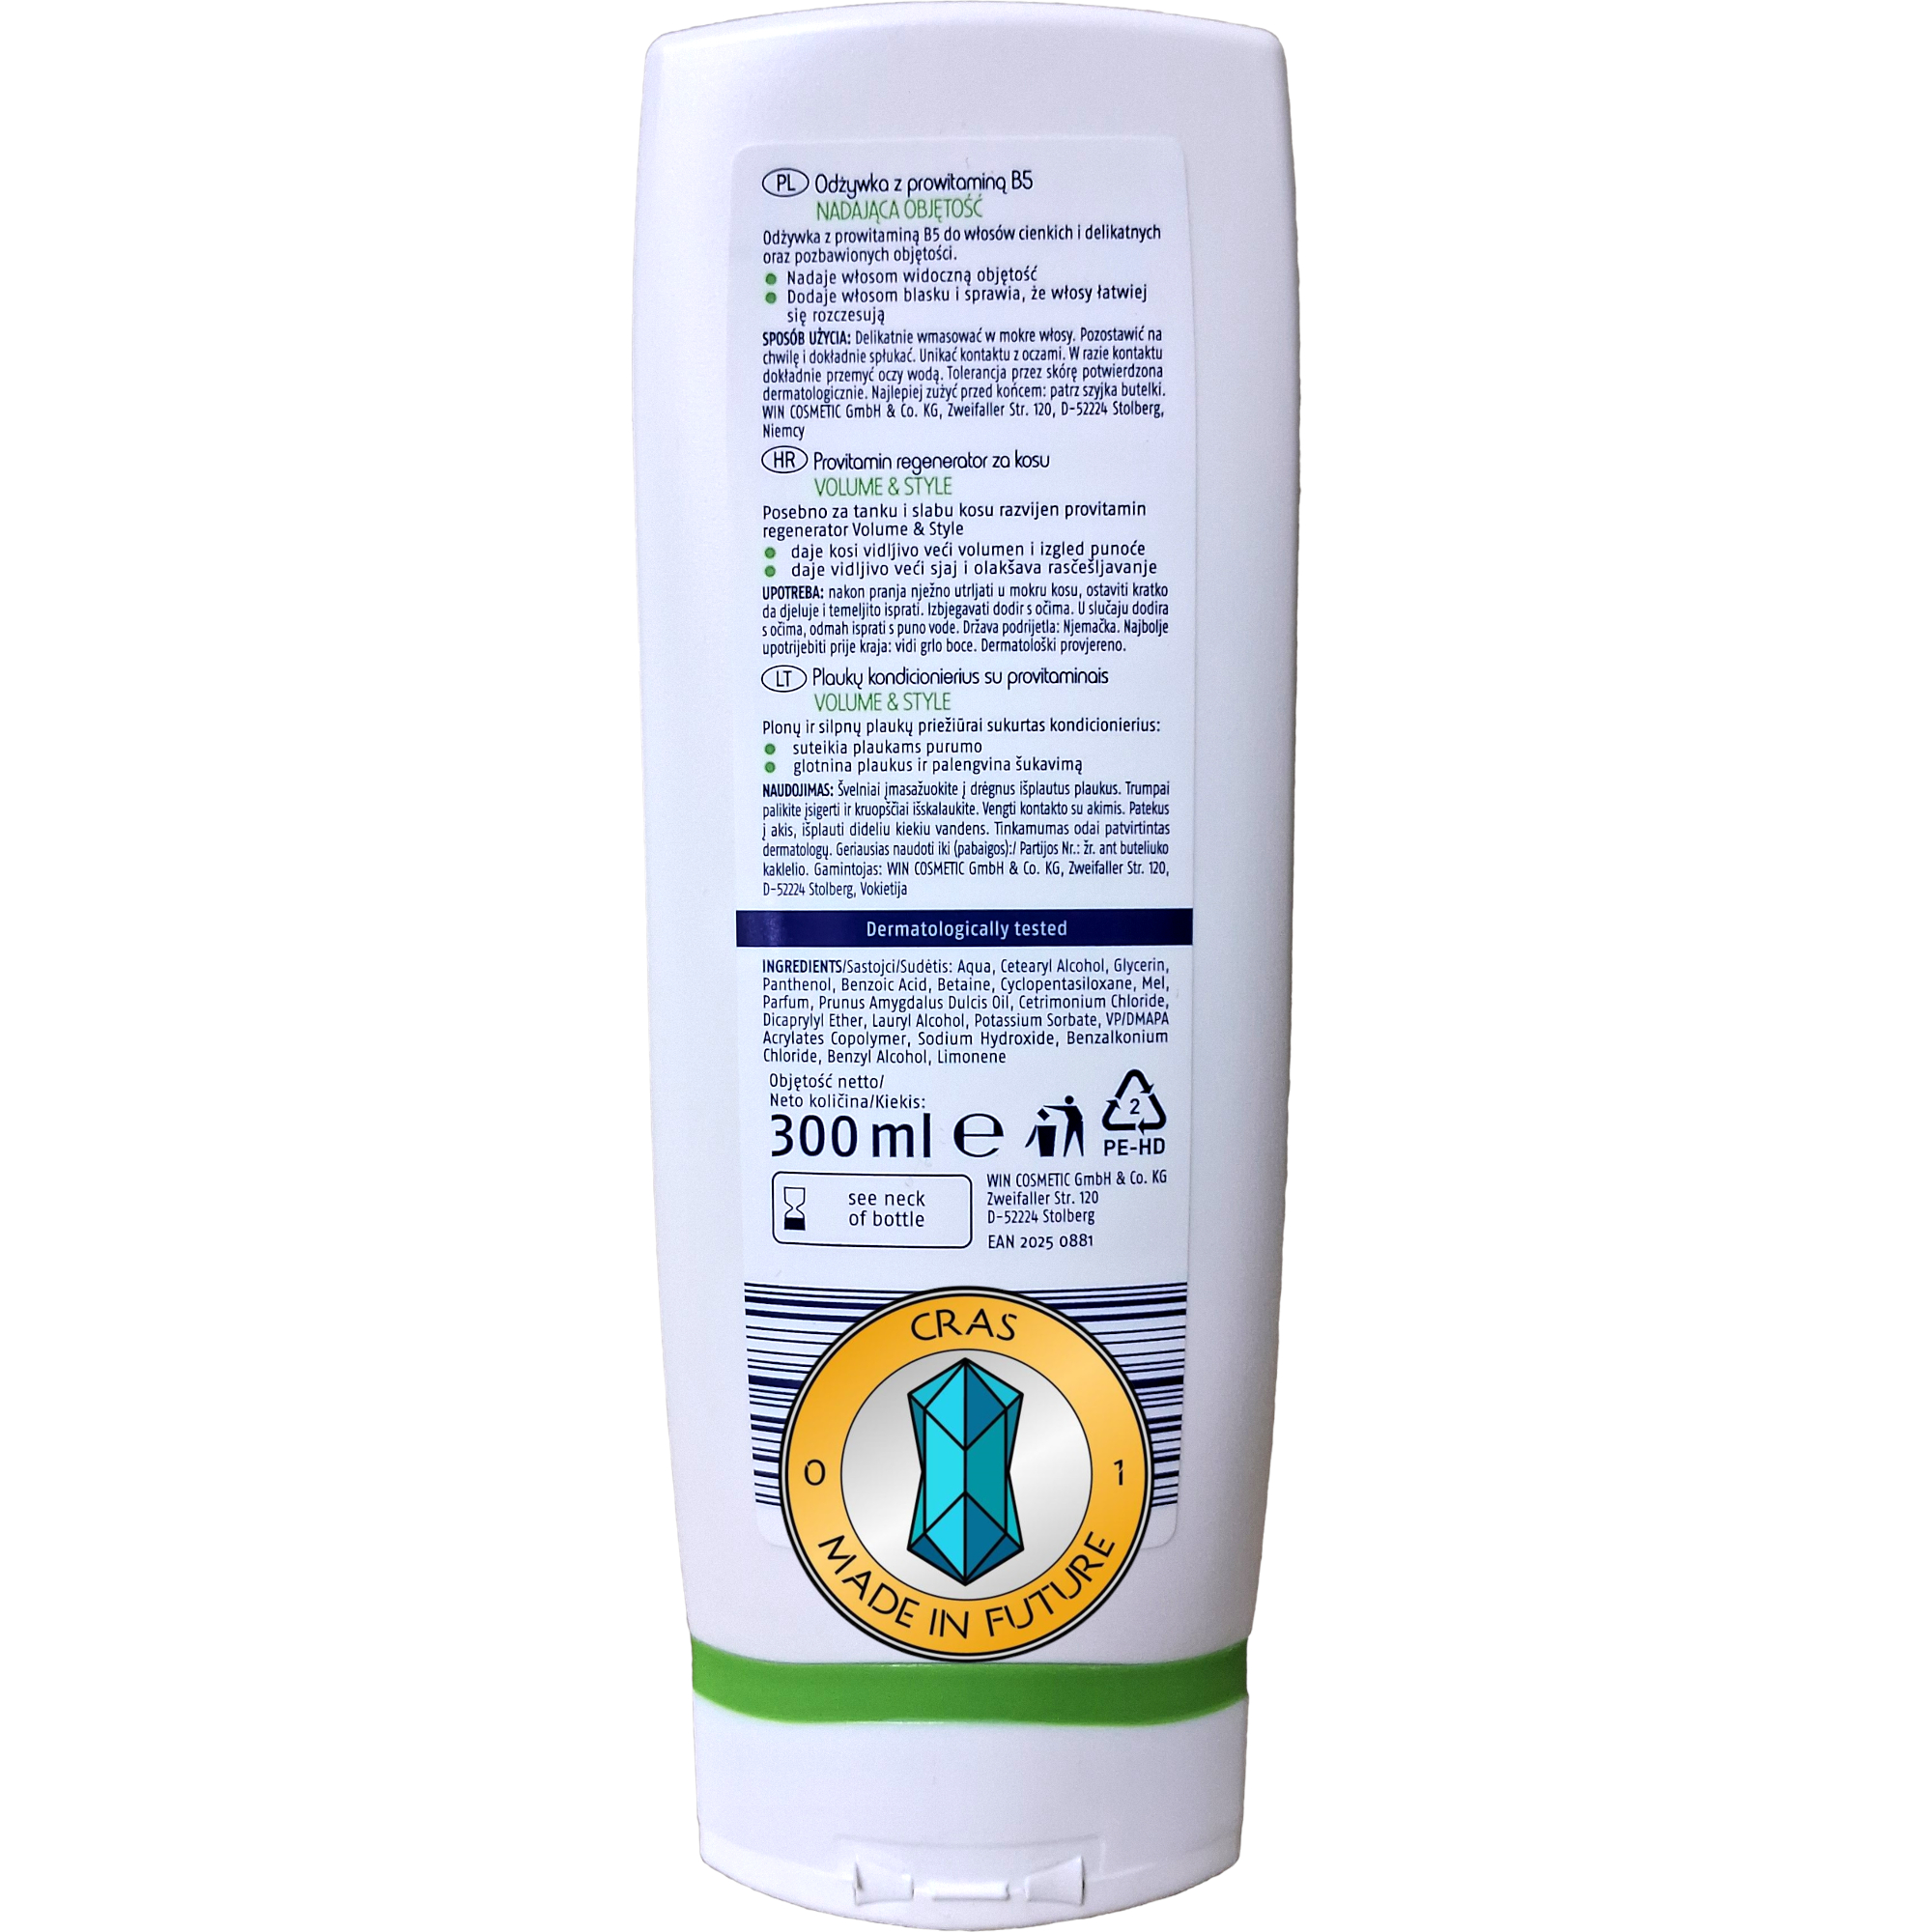 PL Odżywka z prowitaminą B5
NADAJĄCA OBJĘTOŚĆ
Odżywka z prowitaminą B5 do włosów cienkich i delikatnych
oraz pozbawionych objętości.
Nadaje włosom widoczną objętość
Dodaje włosom blasku i sprawia, że włosy łatwiej
się rozczesują
SPOSÓB UŻYCIA: Delikatnie wmasować w mokre włosy. Pozostawić na
chwilę i dokładnie spłukać. Unikać kontaktu z oczami. W razie kontaktu
dokładnie przemyć oczy wodą. Tolerancja przez skórę potwierdzona
dermatologicznie. Najlepiej zużyć przed końcem: patrz szyjka butelki.
WIN COSMETIC GmbH & Co. KG, Zweifaller Str. 120, D-52224 Stolberg,
Niemcy
HR Provitamin regenerator za kosu
VOLUME & STYLE
Posebno za tanku i slabu kosu razvijen provitamin
regenerator Volume & Style
daje kosi vidljivo veći volumen i izgled punoće
daje vidljivo veći sjaj i olakšava rasčešljavanje
UPOTREBA: nakon pranja nježno utrljati u mokru kosu, ostaviti kratko
da djeluje i temeljito isprati. Izbjegavati dodir s očima. U slučaju dodira
s očima, odmah isprati s puno vode. Država podrijetla: Njemačka. Najbolje
upotrijebiti prije kraja: vidi grlo boce. Dermatološki provjereno.
LT Plaukų kondicionierius su provitaminais
VOLUME & STYLE
Plonų ir silpnų plaukų priežiūrai sukurtas kondicionierius:
suteikia plaukams purumo
glotnina plaukus ir palengvina šukavimą
NAUDOJIMAS: Švelniai įmasažuokite į drėgnus išplautus plaukus. Trumpai
palikite įsigerti ir kruopščiai išskalaukite. Vengti kontakto su akimis. Patekus
į akis, išplauti dideliu kiekiu vandens. Tinkamumas odai patvirtintas
dermatologų. Geriausias naudoti iki (pabaigos):/ Partijos Nr.: žr. ant buteliuko
kaklelio. Gamintojas: WIN COSMETIC GmbH & Co. KG, Zweifaller Str. 120,
D-52224 Stolberg, Vokietija
Dermatologically tested
INGREDIENTS/Sastojci/Sudėtis: Aqua, Cetearyl Alcohol, Glycerin,
Panthenol, Benzoic Acid, Betaine, Cyclopentasiloxane, Mel,
Parfum, Prunus Amygdalus Dulcis Oil, Cetrimonium Chloride,
Dicaprylyl Ether, Lauryl Alcohol, Potassium Sorbate, VP/DMAPA
Acrylates Copolymer, Sodium Hydroxide, Benzalkonium
Chloride, Benzyl Alcohol, Limonene
Objętość netto/
Neto količina/Kiekis:
300 ml ℮
2
PE-HD
see neck
of bottle
WIN COSMETIC GmbH & Co. KG
Zweifaller Str. 120
D-52224 Stolberg
EAN 2025 0881
CRAS
0 1
MADE IN FUTURE